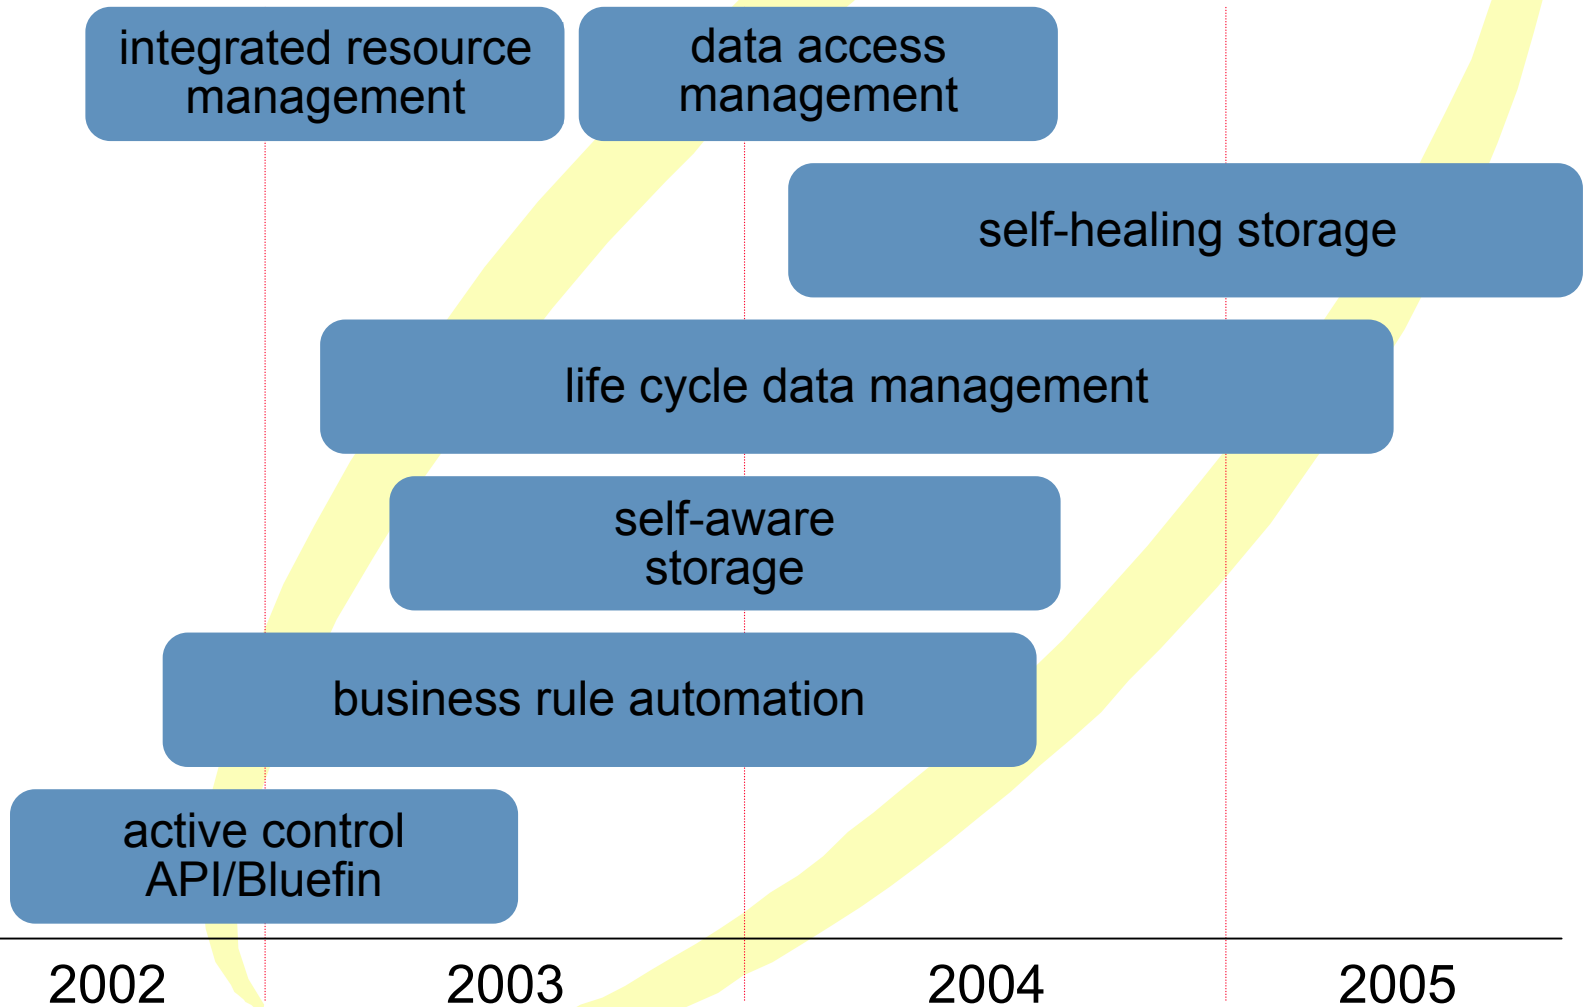 integrated resource
management
data access
management
self-healing storage
life cycle data management
self-aware
storage
business rule automation
active control
API/Bluefin
2002
2003
2004
2005